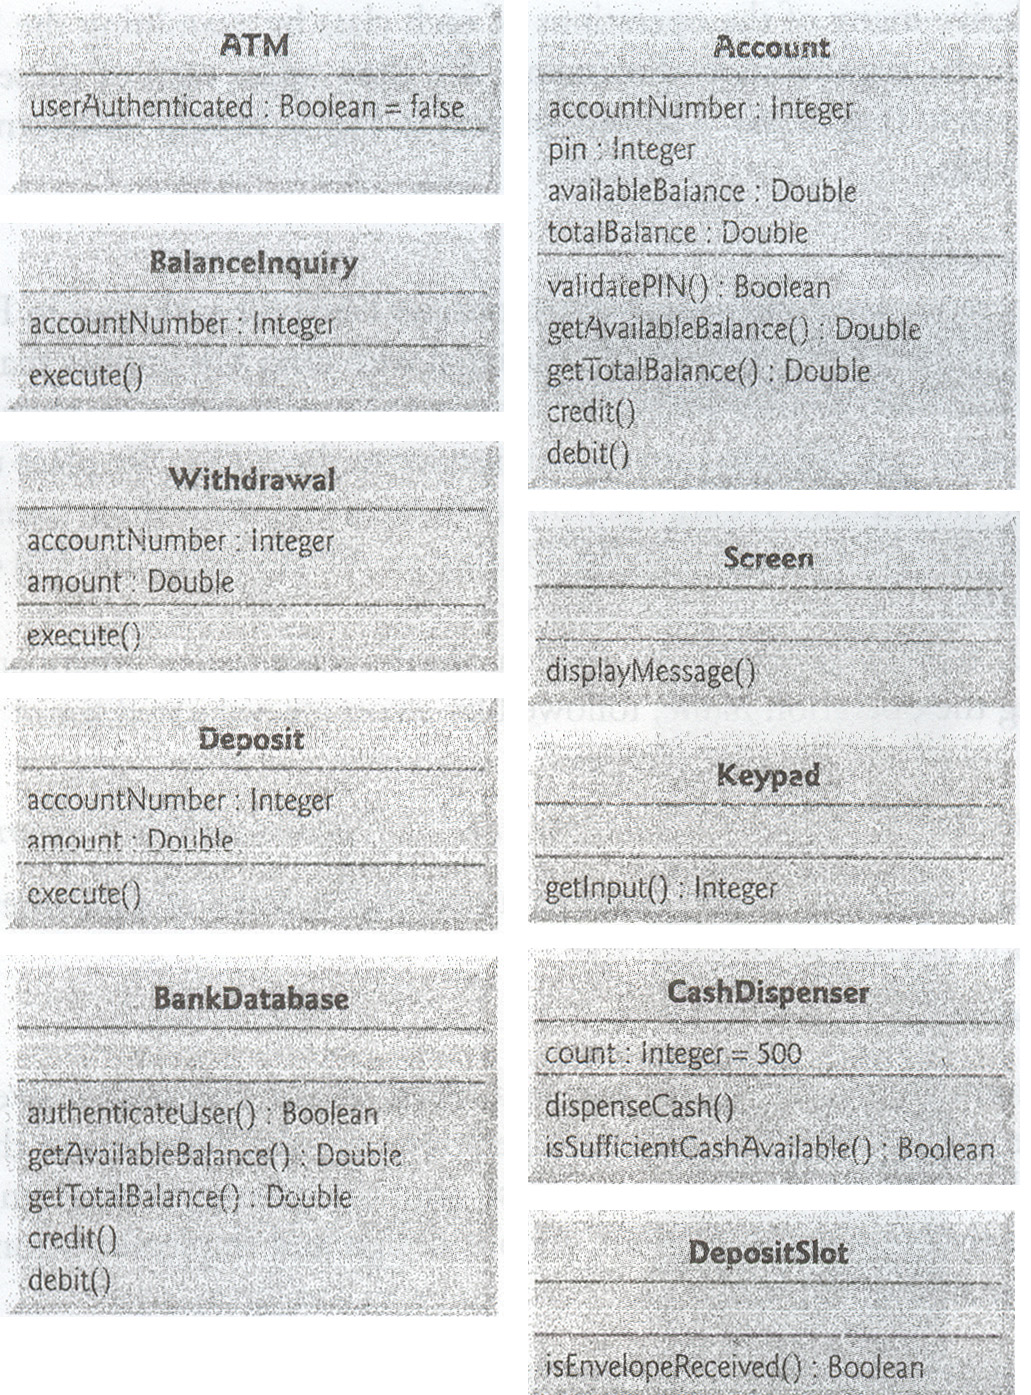 ATM
userAuthenticated : Boolean = false
BalanceInquiry
accountNumber : Integer
execute()
Withdrawal
accountNumber : Integer
amount : Double
execute()
Deposit
accountNumber : Integer
amount : Double
execute()
BankDatabase
authenticateUser() : Boolean
getAvailableBalance() : Double
getTotalBalance() : Double
credit()
debit()
Account
accountNumber : Integer
pin : Integer
availableBalance : Double
totalBalance : Double
validatePIN() : Boolean
getAvailableBalance() : Double
getTotalBalance() : Double
credit()
debit()
Screen
displayMessage()
Keypad
getInput() : Integer
CashDispenser
count : Integer = 500
dispenseCash()
isSufficientCashAvailable() : Boolean
DepositSlot
isEnvelopeReceived() : Boolean